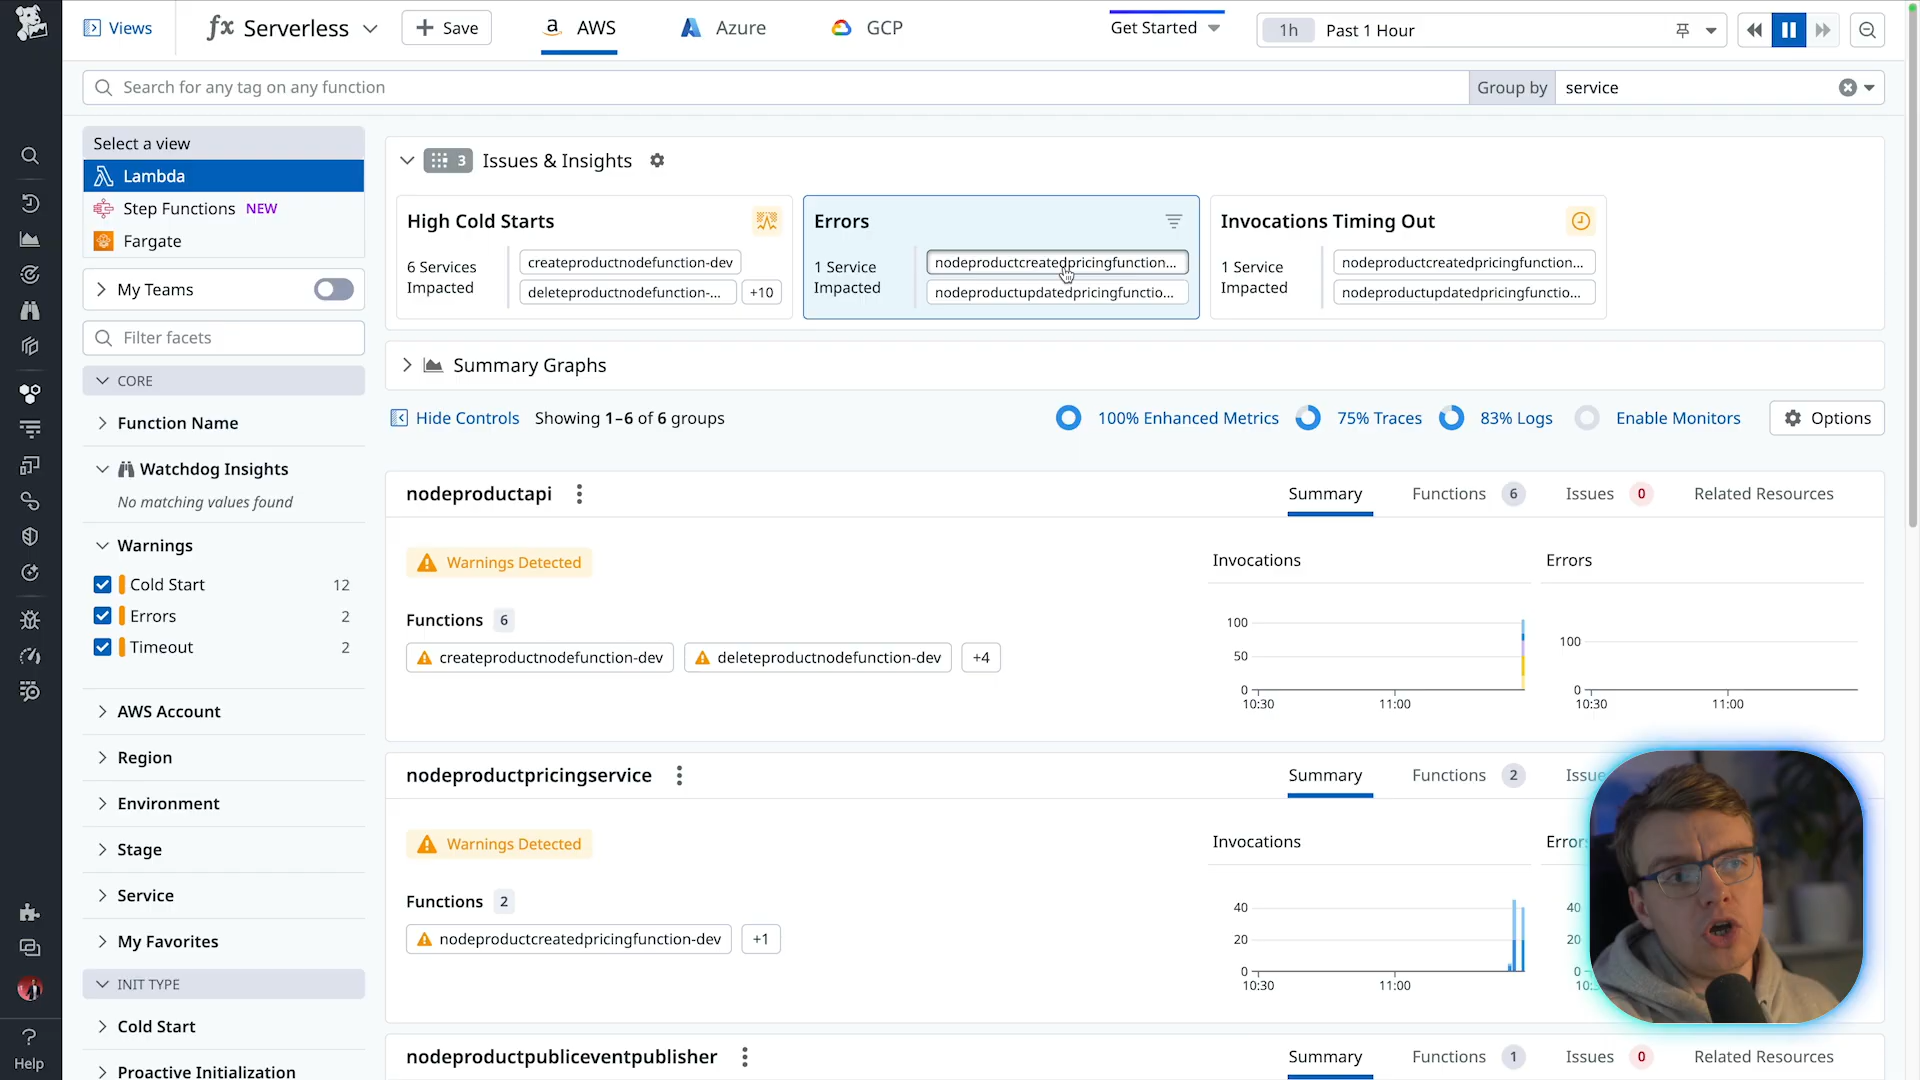 Views
fx Serverless
Save
AWS
Azure
GCP
Get Started
1h Past 1 Hour
Search for any tag on any function
Group by service
Select a view
Lambda
Step Functions NEW
Fargate
My Teams
Filter facets
CORE
Function Name
Watchdog Insights
No matching values found
Warnings
Cold Start 12
Errors 2
Timeout 2
AWS Account
Region
Environment
Stage
Service
My Favorites
INIT TYPE
Cold Start
Proactive Initialization
Help
3 Issues & Insights
High Cold Starts
6 Services
Impacted
createproductnodefunction-dev
deleteproductnodefunction-...
+10
Errors
1 Service
Impacted
nodeproductcreatedpricingfunction...
nodeproductupdatedpricingfunctio...
Invocations Timing Out
1 Service
Impacted
nodeproductcreatedpricingfunction...
nodeproductupdatedpricingfunctio...
Summary Graphs
Hide Controls
Showing 1–6 of 6 groups
100% Enhanced Metrics
75% Traces
83% Logs
Enable Monitors
Options
nodeproductapi
Summary
Functions 6
Issues 0
Related Resources
Warnings Detected
Functions 6
createproductnodefunction-dev
deleteproductnodefunction-dev
+4
Invocations
100
50
0
10:30
11:00
Errors
100
0
10:30
11:00
nodeproductpricingservice
Summary
Functions 2
Issue
Warnings Detected
Functions 2
nodeproductcreatedpricingfunction-dev
+1
Invocations
40
20
0
10:30
11:00
Error
40
20
0
10:
nodeproductpubliceventpublisher
Summary
Functions 1
Issues 0
Related Resources